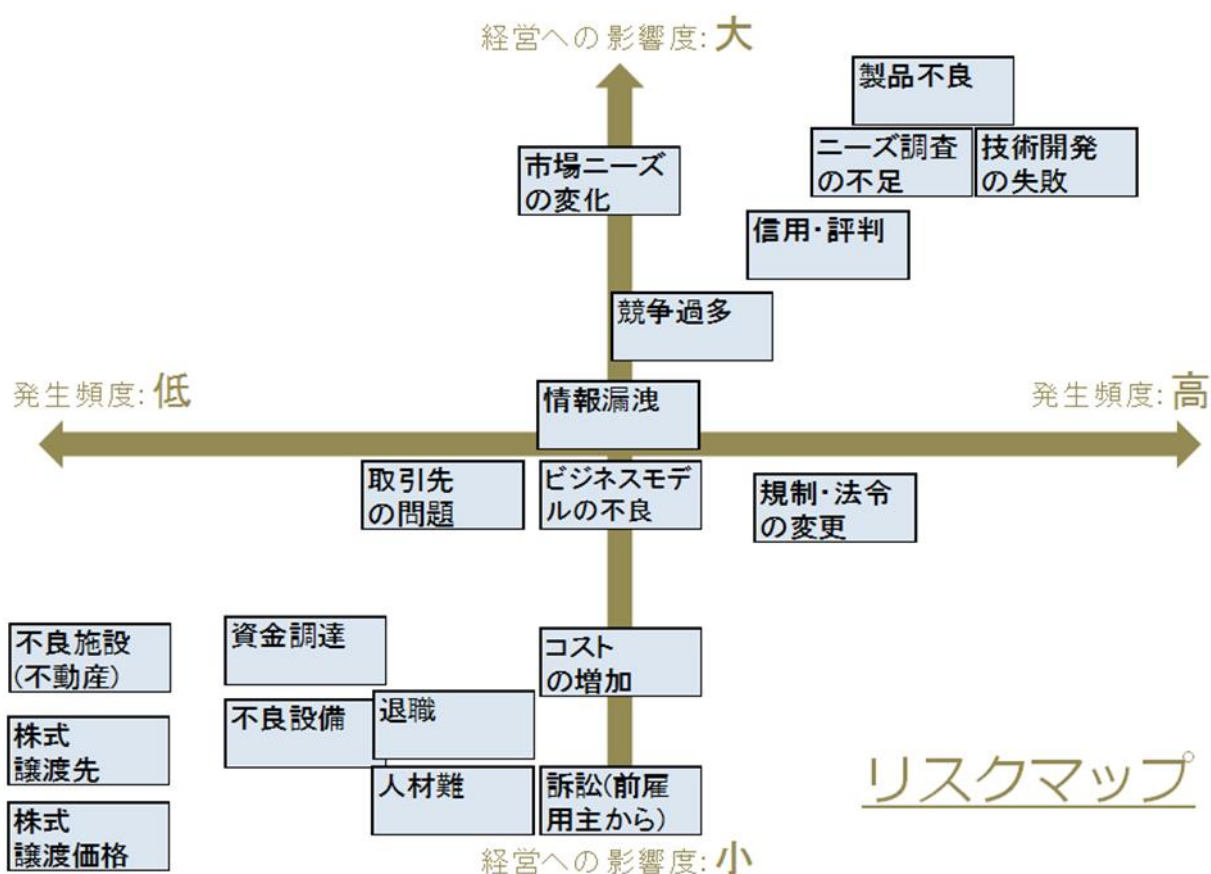 経営への影響度: 大
製品不良
ニーズ調査
の不足
技術開発
の失敗
市場ニーズ
の変化
信用・評判
競争過多
発生頻度: 低
情報漏洩
発生頻度: 高
取引先
の問題
ビジネスモデ
ルの不良
規制・法令
の変更
不良施設
(不動産)
資金調達
コスト
の増加
不良設備
退職
株式
譲渡先
人材難
訴訟(前雇
用主から)
リスクマップ
株式
譲渡価格
経営への影響度: 小